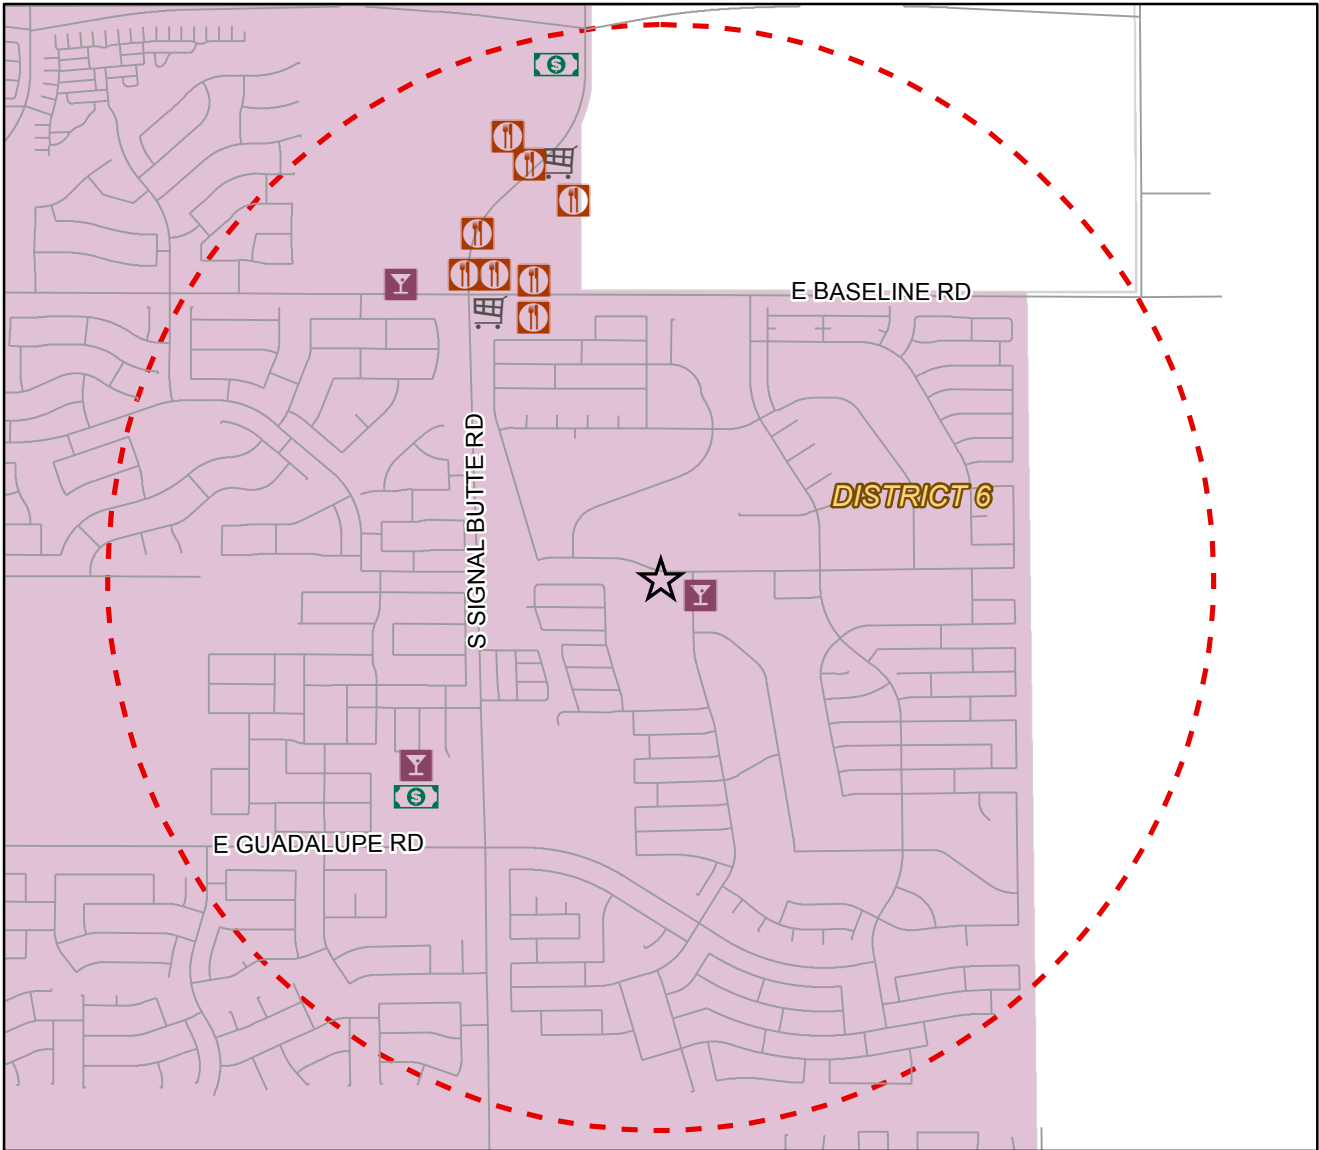 $
E BASELINE RD
S SIGNAL BUTTE RD
DISTRICT 6
$
E GUADALUPE RD